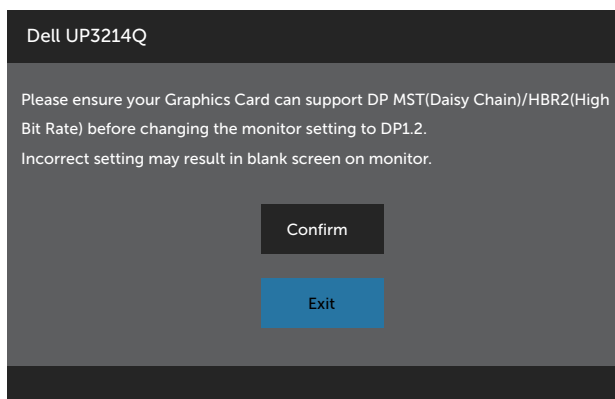 Dell UP3214Q
Please ensure your Graphics Card can support DP MST(Daisy Chain)/HBR2(High
Bit Rate) before changing the monitor setting to DP1.2.
Incorrect setting may result in blank screen on monitor.
Confirm
Exit